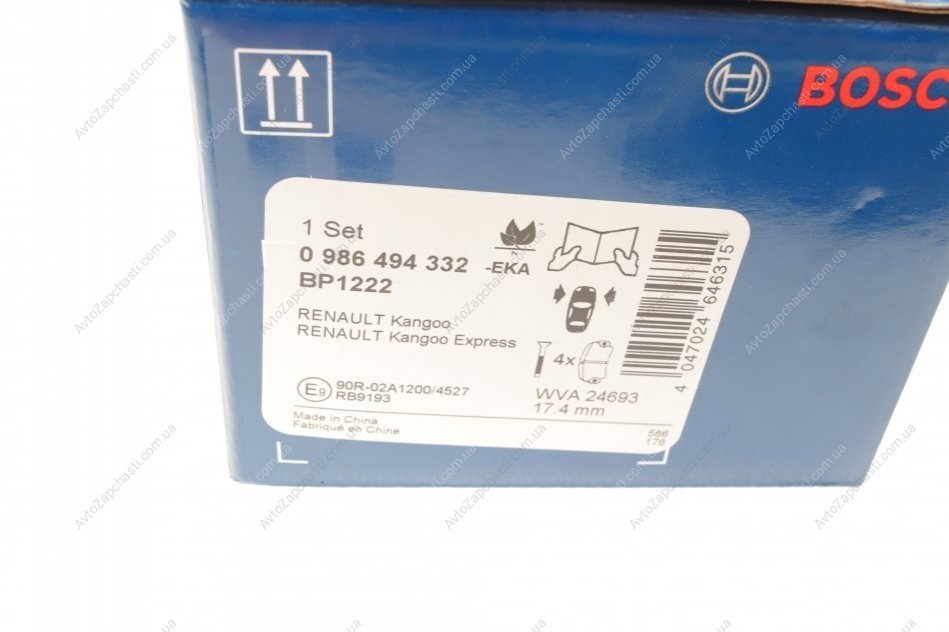 BOSC
1 Set
0 986 494 332 -EKA
BP1222
RENAULT Kangoo
RENAULT Kangoo Express
4x
E9 90R-02A1200/4527
RB9193
WVA 24693
17.4 mm
Made in China
Fabriqué en Chine
586
176
4 047024 646315
AvtoZapchasti.com.ua